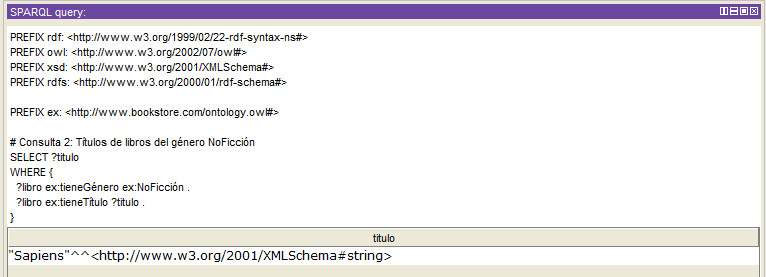 SPARQL query:
PREFIX rdf: <http://www.w3.org/1999/02/22-rdf-syntax-ns#>
PREFIX owl: <http://www.w3.org/2002/07/owl#>
PREFIX xsd: <http://www.w3.org/2001/XMLSchema#>
PREFIX rdfs: <http://www.w3.org/2000/01/rdf-schema#>
PREFIX ex: <http://www.bookstore.com/ontology.owl#>
# Consulta 2: Títulos de libros del género NoFicción
SELECT ?titulo
WHERE {
?libro ex:tieneGénero ex:NoFicción .
?libro ex:tieneTítulo ?titulo .
}
titulo
"Sapiens"^^<http://www.w3.org/2001/XMLSchema#string>